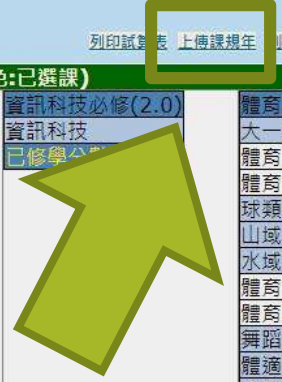 列印試算表 上傳課規年
色:已選課)
資訊科技必修(2.0)
資訊科技
已修學分
體育
大一
體育
體育
球類
山域
水域
體育
體育
舞蹈
體適